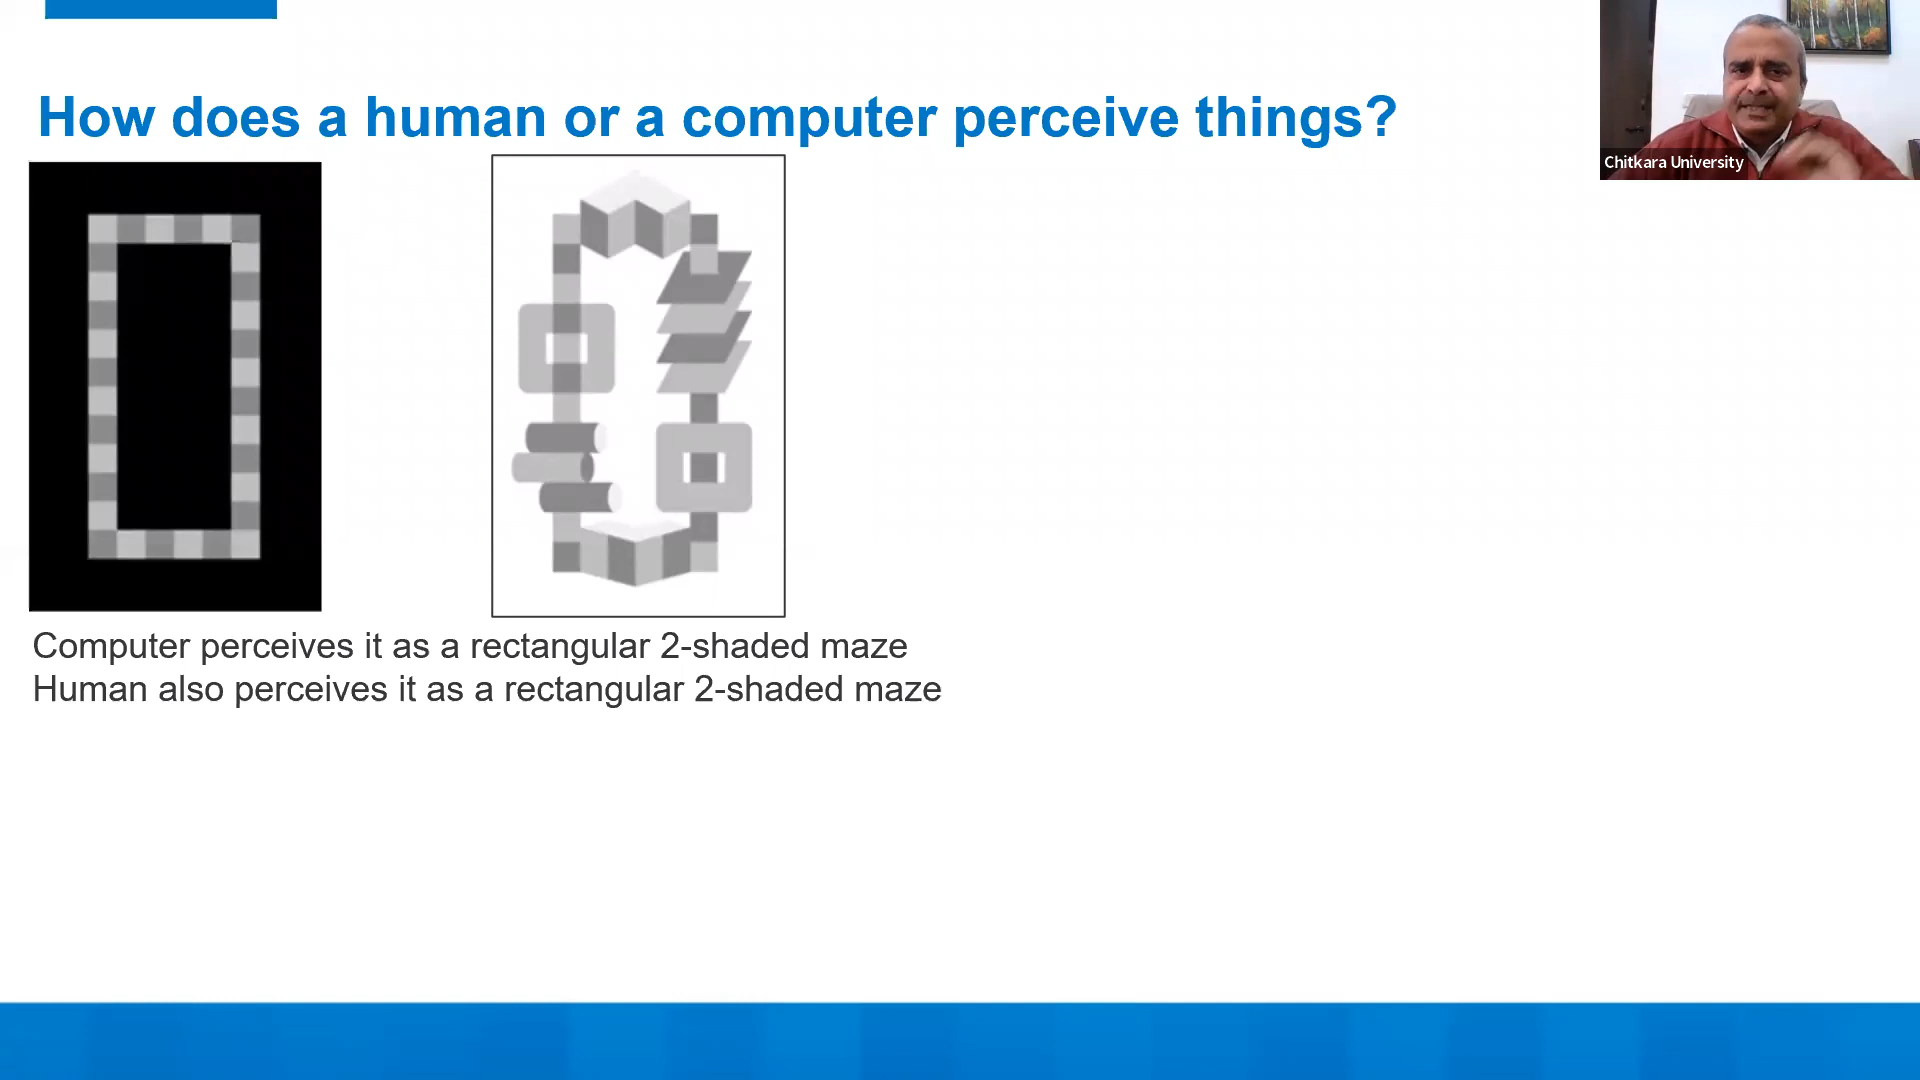 How does a human or a computer perceive things?
Chitkara University
Computer perceives it as a rectangular 2-shaded maze
Human also perceives it as a rectangular 2-shaded maze